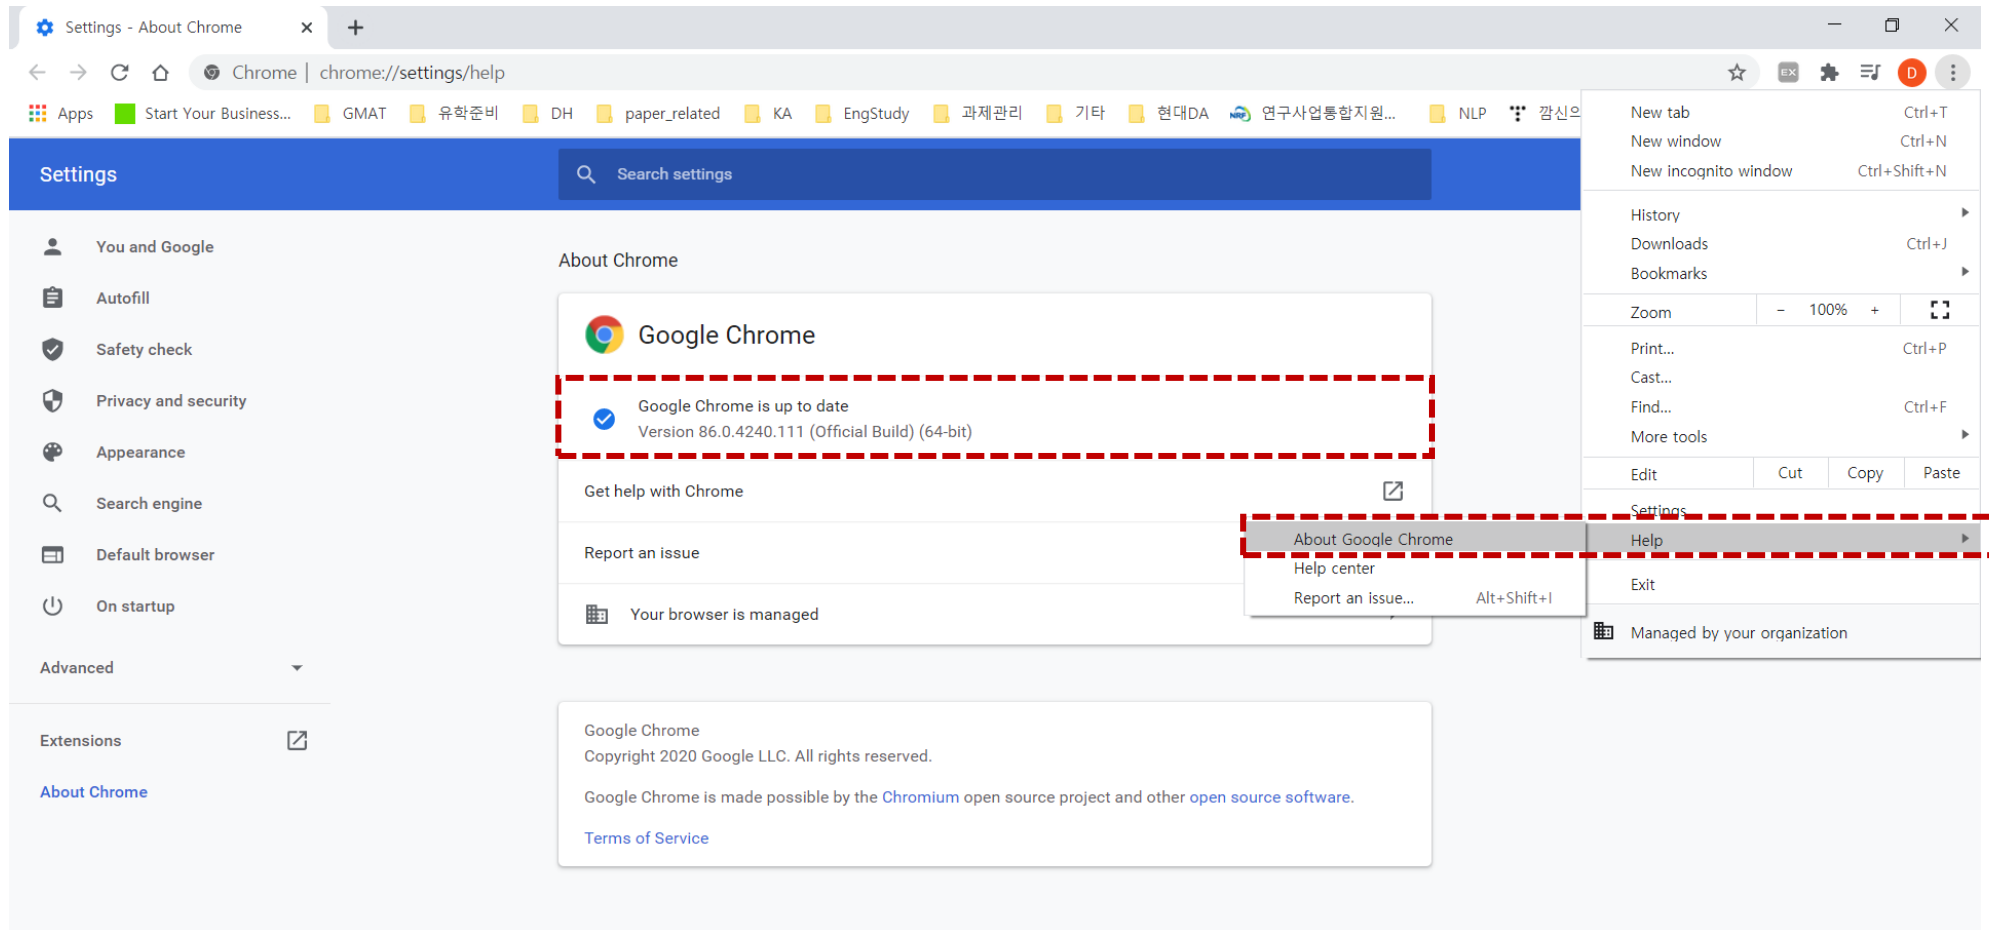 Settings - About Chrome
Chrome | chrome://settings/help
D
Apps Start Your Business... GMAT 유학준비 DH paper_related KA EngStudy 과제관리 기타 현대DA 연구사업통합지원... NLP 깜신의
Settings
Search settings
You and Google
Autofill
Safety check
Privacy and security
Appearance
Search engine
Default browser
On startup
Advanced
Extensions
About Chrome
About Chrome
Google Chrome
Google Chrome is up to date
Version 86.0.4240.111 (Official Build) (64-bit)
Get help with Chrome
Report an issue
Your browser is managed
Google Chrome
Copyright 2020 Google LLC. All rights reserved.
Google Chrome is made possible by the Chromium open source project and other open source software.
Terms of Service
New tab Ctrl+T
New window Ctrl+N
New incognito window Ctrl+Shift+N
History
Downloads Ctrl+J
Bookmarks
Zoom - 100% +
Print... Ctrl+P
Cast...
Find... Ctrl+F
More tools
Edit Cut Copy Paste
Settings
Help
Exit
Managed by your organization
About Google Chrome
Help center
Report an issue... Alt+Shift+I